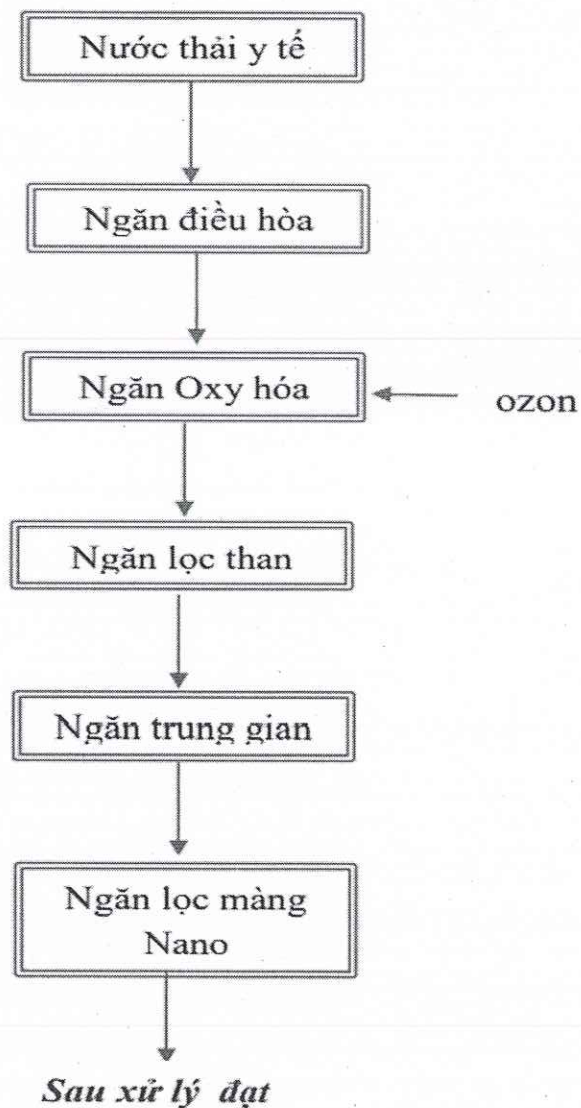 Nước thải y tế
Ngăn điều hòa
Ngăn Oxy hóa
ozon
Ngăn lọc than
Ngăn trung gian
Ngăn lọc màng
Nano
Sau xử lý đạt